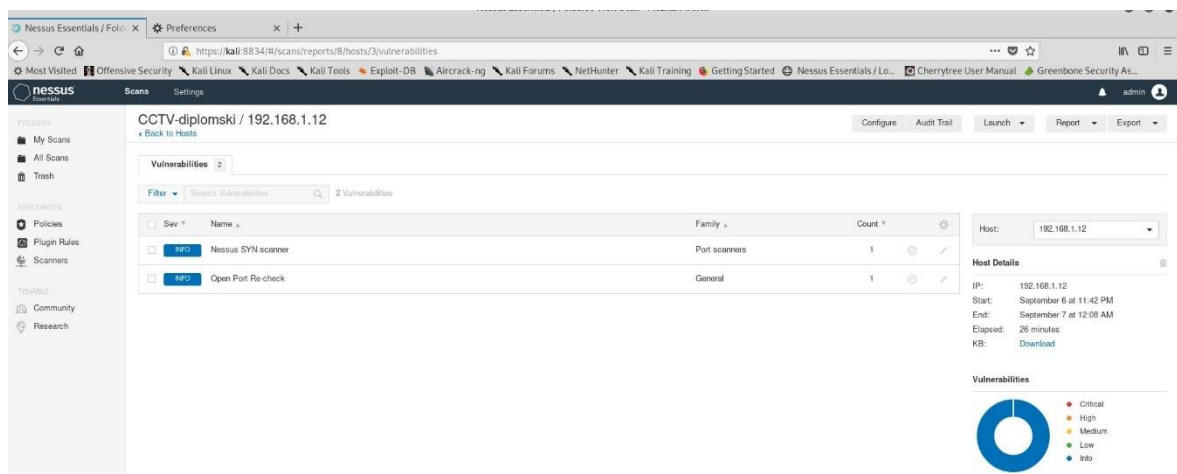 Nessus Essentials / Fold
Preferences
https://kali:8834/#/scans/reports/8/hosts/3/vulnerabilities
Most Visited
Offensive Security
Kali Linux
Kali Docs
Kali Tools
Exploit-DB
Aircrack-ng
Kali Forums
NetHunter
Kali Training
Getting Started
Nessus Essentials / Lo...
Cherrytree User Manual
Greenbone Security As...
nessus
Essentials
Scans
Settings
admin
FOLDERS
My Scans
All Scans
Trash
RESOURCES
Policies
Plugin Rules
Scanners
TENABLE
Community
Research
CCTV-diplomski / 192.168.1.12
Back to Hosts
Configure
Audit Trail
Launch
Report
Export
Vulnerabilities 2
Filter
Search Vulnerabilities
2 Vulnerabilities
Sev Name Family Count
INFO Nessus SYN scanner Port scanners 1
INFO Open Port Re-check General 1
Host: 192.168.1.12
Host Details
IP: 192.168.1.12
Start: September 6 at 11:42 PM
End: September 7 at 12:08 AM
Elapsed: 26 minutes
KB: Download
Vulnerabilities
Critical
High
Medium
Low
Info